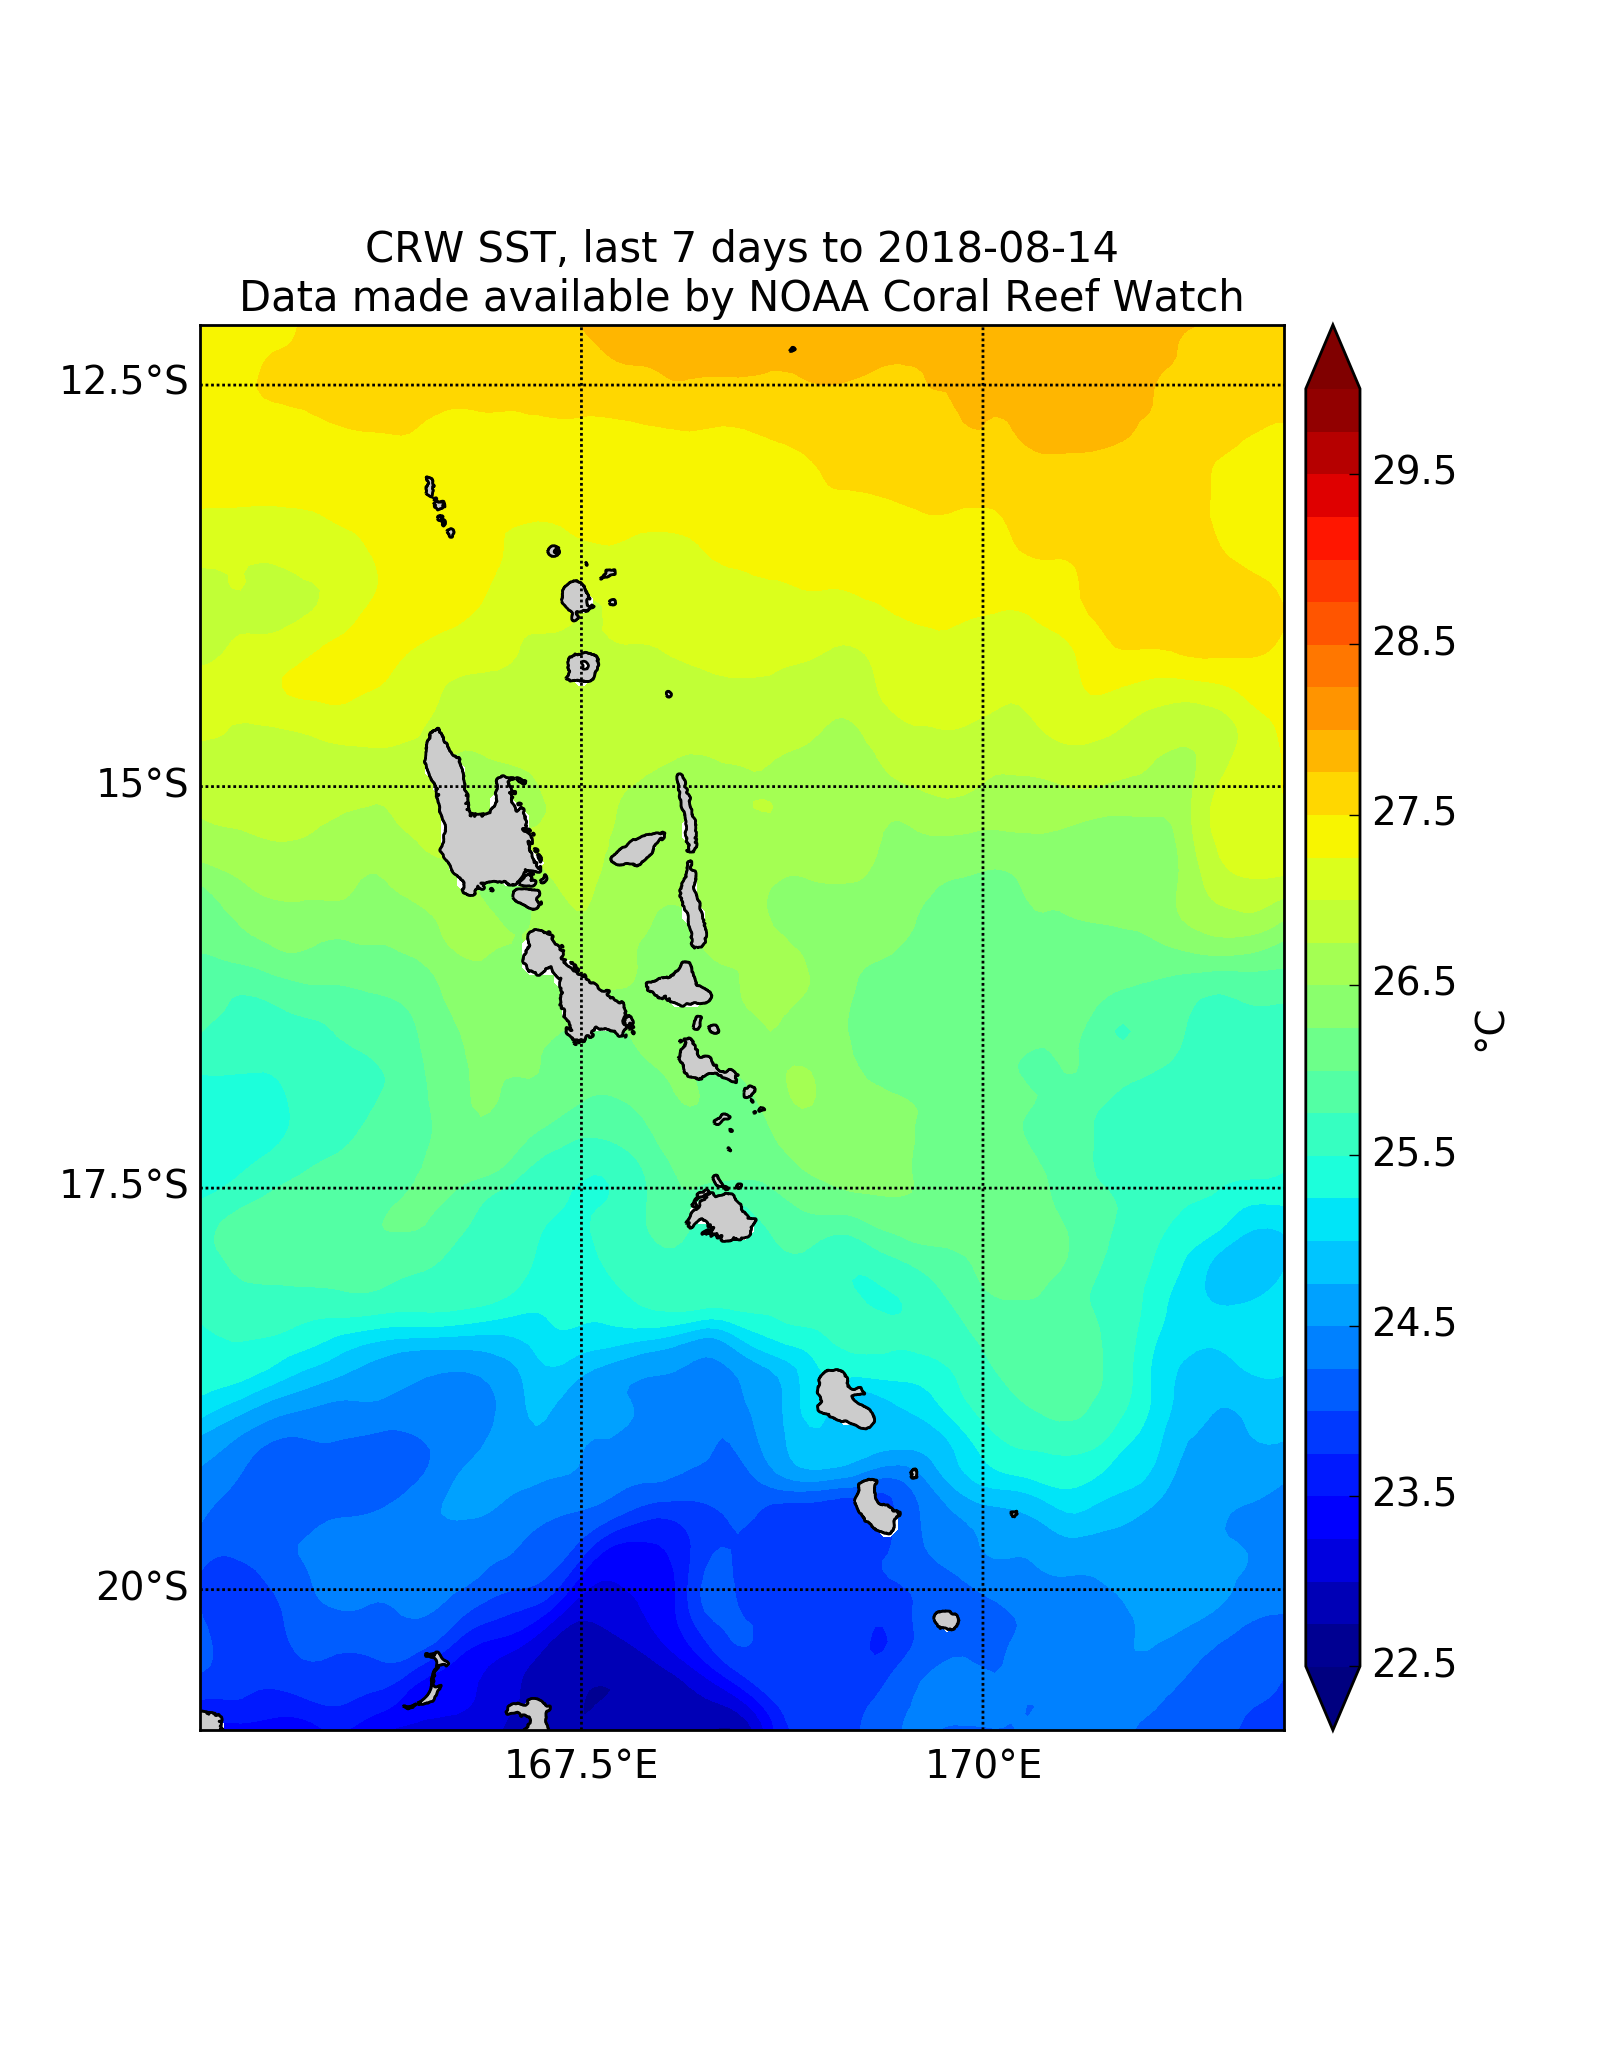 CRW SST, last 7 days to 2018-08-14
Data made available by NOAA Coral Reef Watch
12.5°S
15°S
17.5°S
20°S
167.5°E
170°E
29.5
28.5
27.5
26.5
25.5
24.5
23.5
22.5
°C